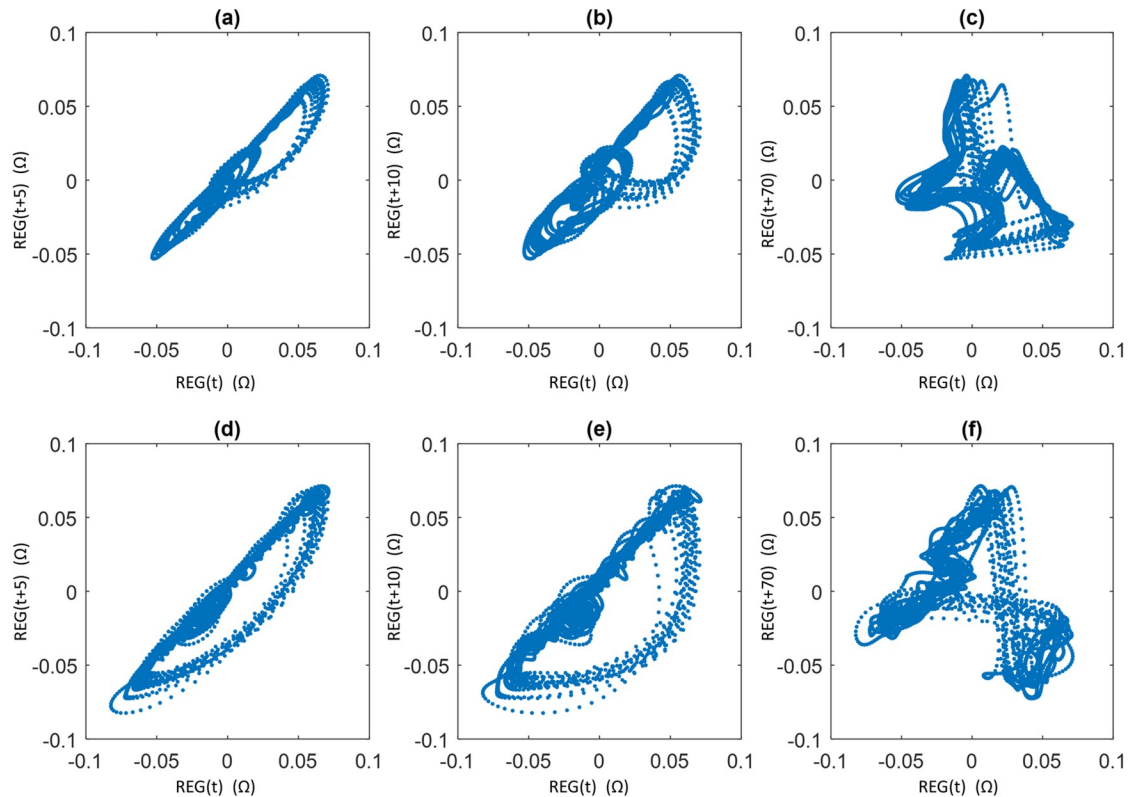 (a) (b) (c)
0.1 0.1 0.1
0.05 0.05 0.05
0 0 0
-0.05 -0.05 -0.05
-0.1 -0.1 -0.1
REG(t+5) (Ω) REG(t+10) (Ω) REG(t+70) (Ω)
-0.1 -0.05 0 0.05 0.1 -0.1 -0.05 0 0.05 0.1 -0.1 -0.05 0 0.05 0.1
REG(t) (Ω) REG(t) (Ω) REG(t) (Ω)
(d) (e) (f)
0.1 0.1 0.1
0.05 0.05 0.05
0 0 0
-0.05 -0.05 -0.05
-0.1 -0.1 -0.1
REG(t+5) (Ω) REG(t+10) (Ω) REG(t+70) (Ω)
-0.1 -0.05 0 0.05 0.1 -0.1 -0.05 0 0.05 0.1 -0.1 -0.05 0 0.05 0.1
REG(t) (Ω) REG(t) (Ω) REG(t) (Ω)